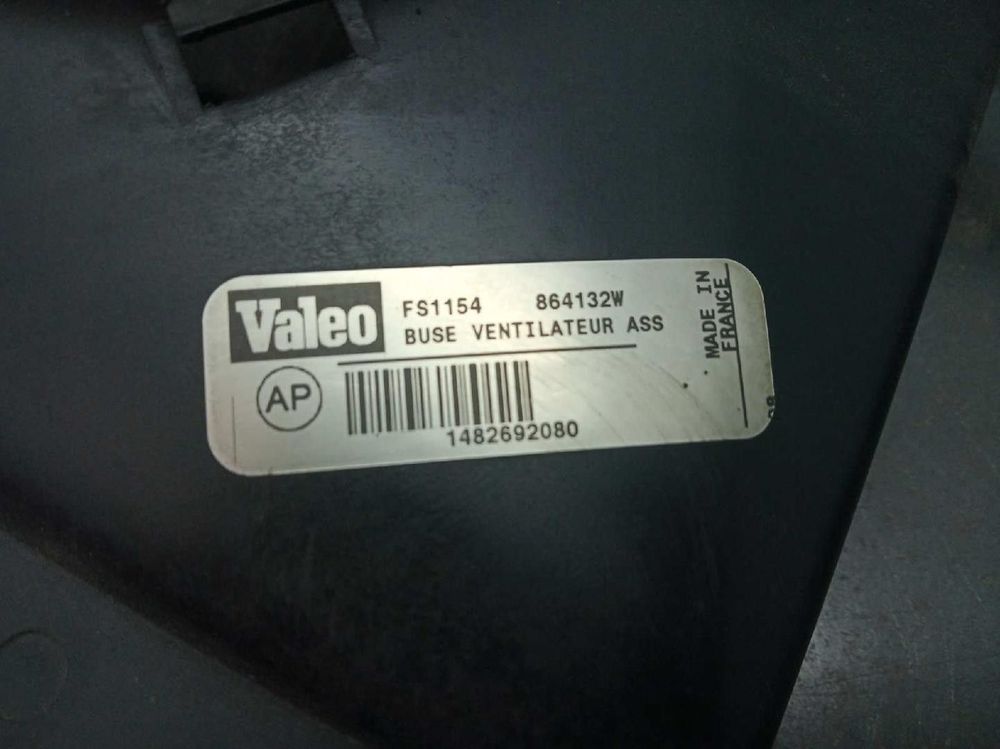 Valeo
FS1154 864132W
BUSE VENTILATEUR ASS
AP
1482692080
MADE IN
FRANCE